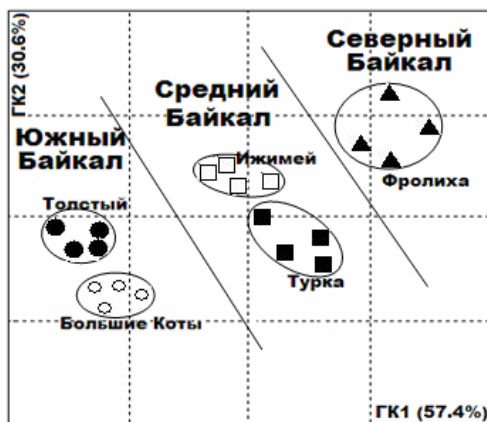 ГК2 (30.6%)
Северный
Байкал
Средний
Байкал
Южный
Байкал
Ижимей
Фролиха
Толстый
Турка
Большие Коты
ГК1 (57.4%)